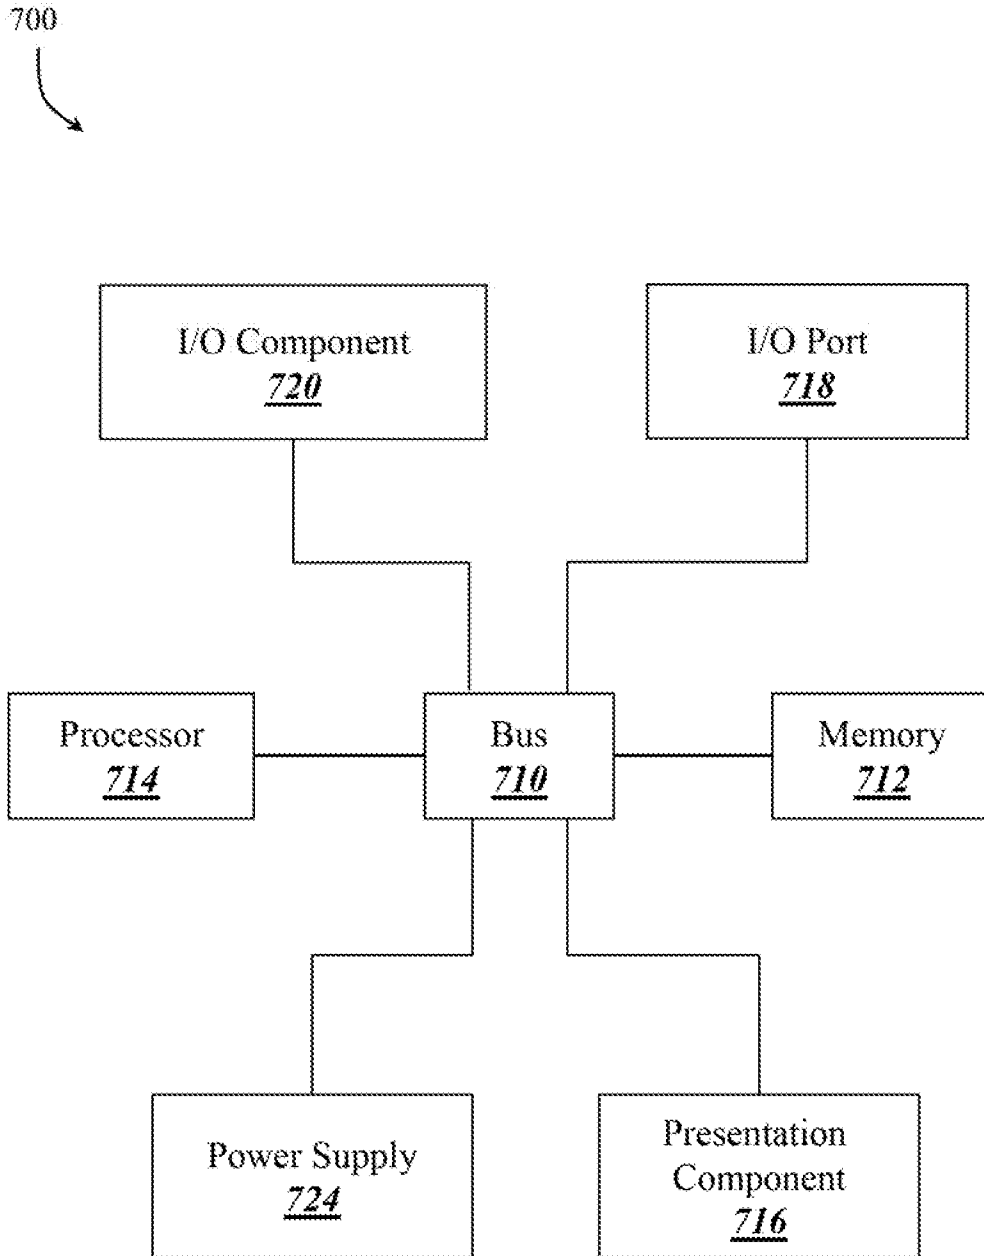 700
I/O Component
720
I/O Port
718
Processor
714
Bus
710
Memory
712
Power Supply
724
Presentation
Component
716